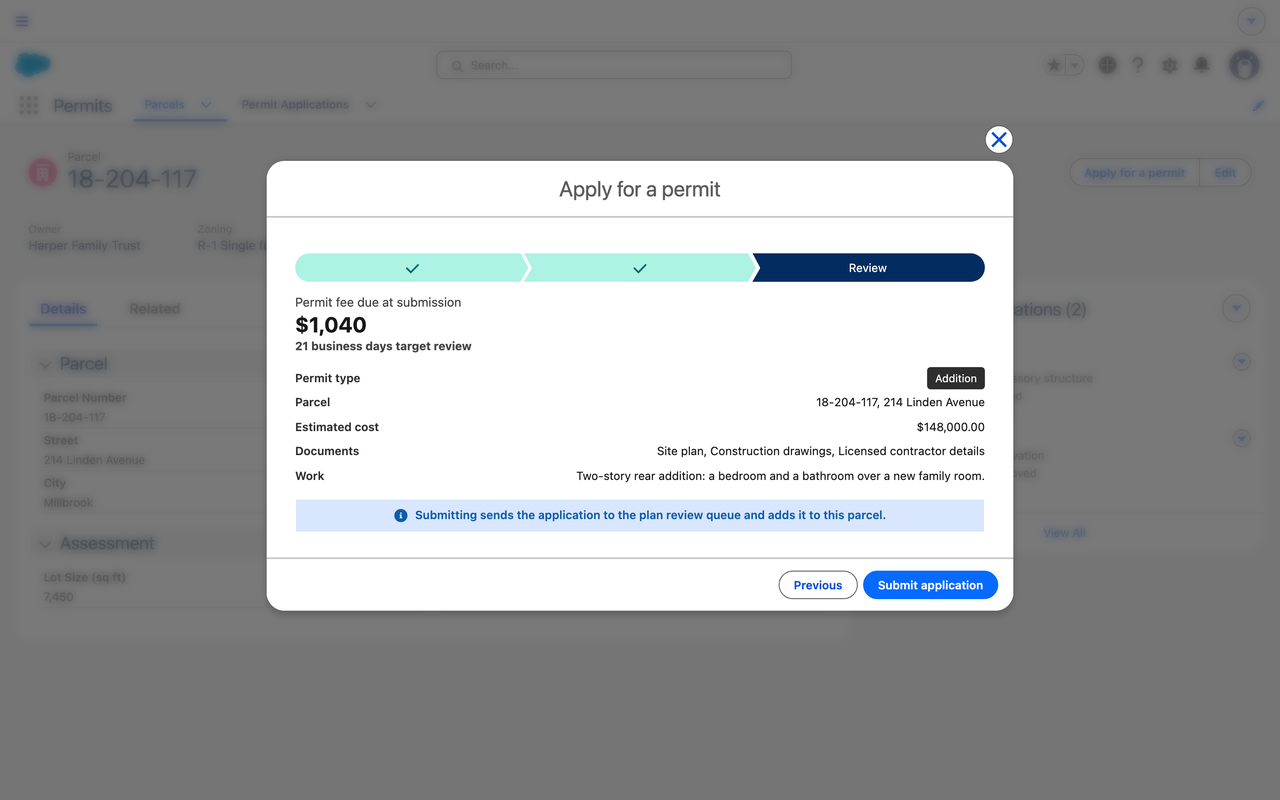 Search...
Permits
Parcels
Permit Applications
Parcel
18-204-117
Apply for a permit
Edit
Owner
Zoning
Harper Family Trust
R-1 Single f
Details
Related
ations (2)
Parcel
Parcel Number
18-204-117
Street
214 Linden Avenue
City
Millbrook
Assessment
Lot Size (sq ft)
7,450
View All
Apply for a permit
Review
Permit fee due at submission
$1,040
21 business days target review
Permit type Addition
Parcel 18-204-117, 214 Linden Avenue
Estimated cost $148,000.00
Documents Site plan, Construction drawings, Licensed contractor details
Work Two-story rear addition: a bedroom and a bathroom over a new family room.
Submitting sends the application to the plan review queue and adds it to this parcel.
Previous
Submit application